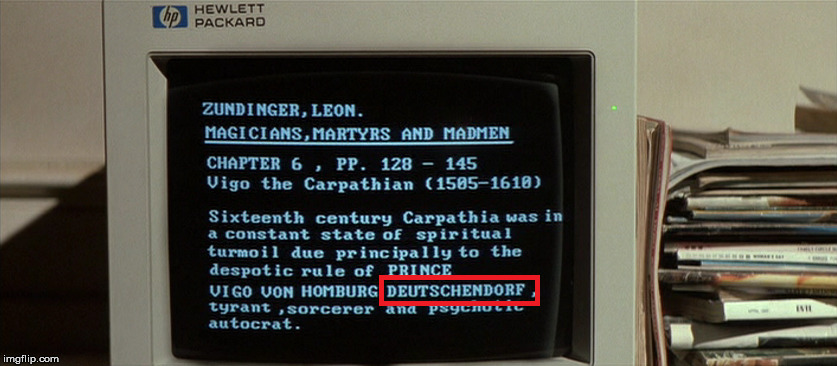 hp HEWLETT
PACKARD
ZUNDINGER,LEON.
MAGICIANS,MARTYRS AND MADMEN
CHAPTER 6 , PP. 128 - 145
Vigo the Carpathian (1505-1610)
Sixteenth century Carpathia was in
a constant state of spiritual
turmoil due principally to the
despotic rule of PRINCE
VIGO VON HOMBURG DEUTSCHENDORF,
tyrant ,sorcerer and psychotic
autocrat.
imgflip.com